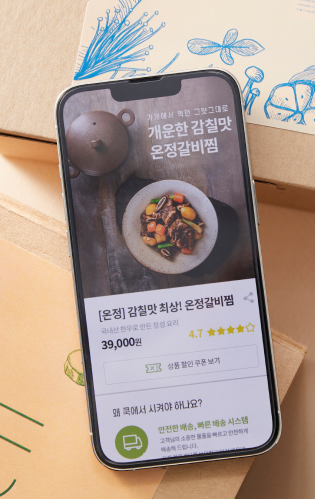 가게에서 먹던 그맛그대로
개운한 감칠맛
온정갈비찜
[온정] 감칠맛 최상! 온정갈비찜
국내산 한우로 만든 정성 요리
39,000원
4.7
상품 할인 쿠폰 보기
왜 쿡에서 시켜야 하나요?
안전한 배송, 빠른 배송 시스템
고객님의 소중한 물품을 빠르고 안전하게
배송해 드립니다.